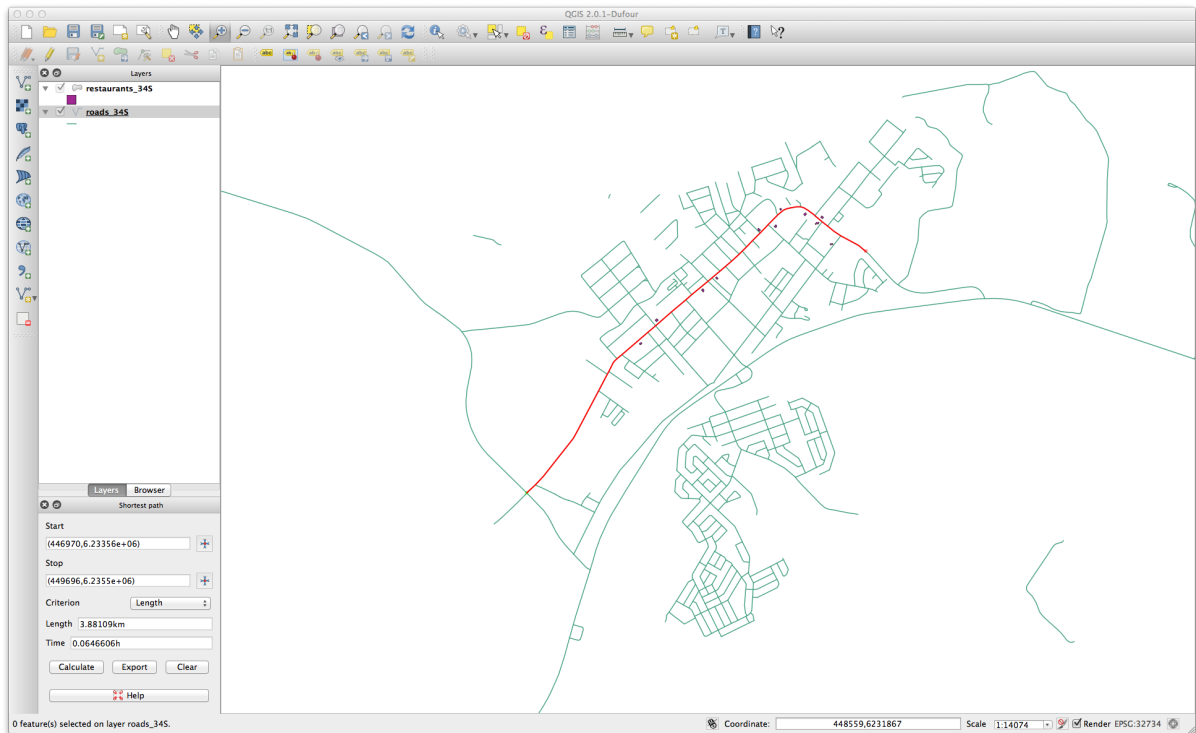 QGIS 2.0.1-Dufour
Layers
restaurants_34S
roads_34S
Layers Browser
Shortest path
Start
(446970,6.23356e+06)
Stop
(449696,6.2355e+06)
Criterion Length
Length 3.88109km
Time 0.0646606h
Calculate Export Clear
Help
0 feature(s) selected on layer roads_34S.
Coordinate: 448559,6231867 Scale 1:14074 Render EPSG:32734